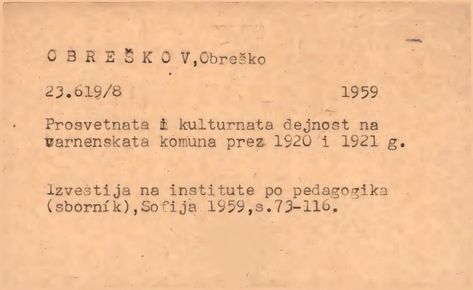 O B R E Š K O V,Obreško
23.619/8 1959
Prosvetnata i kulturnata dejnost na
varnenskata komuna prez 1920 i 1921 g.
Izvestija na institute po pedagogika
(sborník),Sofija 1959,s.73-116.